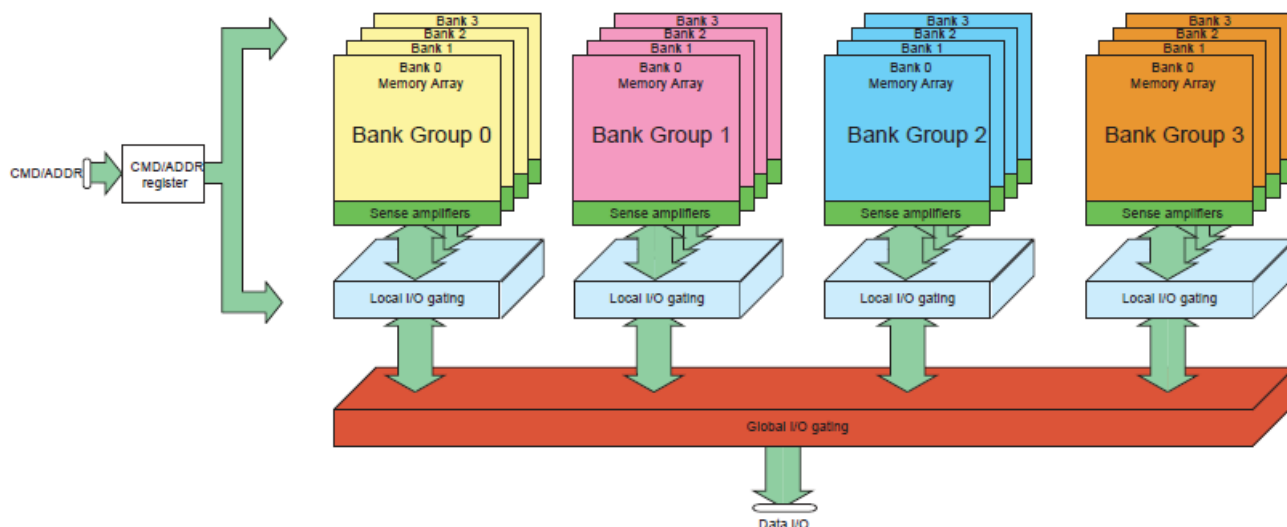 Bank 3
Bank 2
Bank 1
Bank 0
Memory Array
Bank Group 0
Sense amplifiers
Local I/O gating
Bank 3
Bank 2
Bank 1
Bank 0
Memory Array
Bank Group 1
Sense amplifiers
Local I/O gating
Bank 3
Bank 2
Bank 1
Bank 0
Memory Array
Bank Group 2
Sense amplifiers
Local I/O gating
Bank 3
Bank 2
Bank 1
Bank 0
Memory Array
Bank Group 3
Sense amplifiers
Local I/O gating
CMD/ADDR
CMD/ADDR
register
Global I/O gating
Data I/O